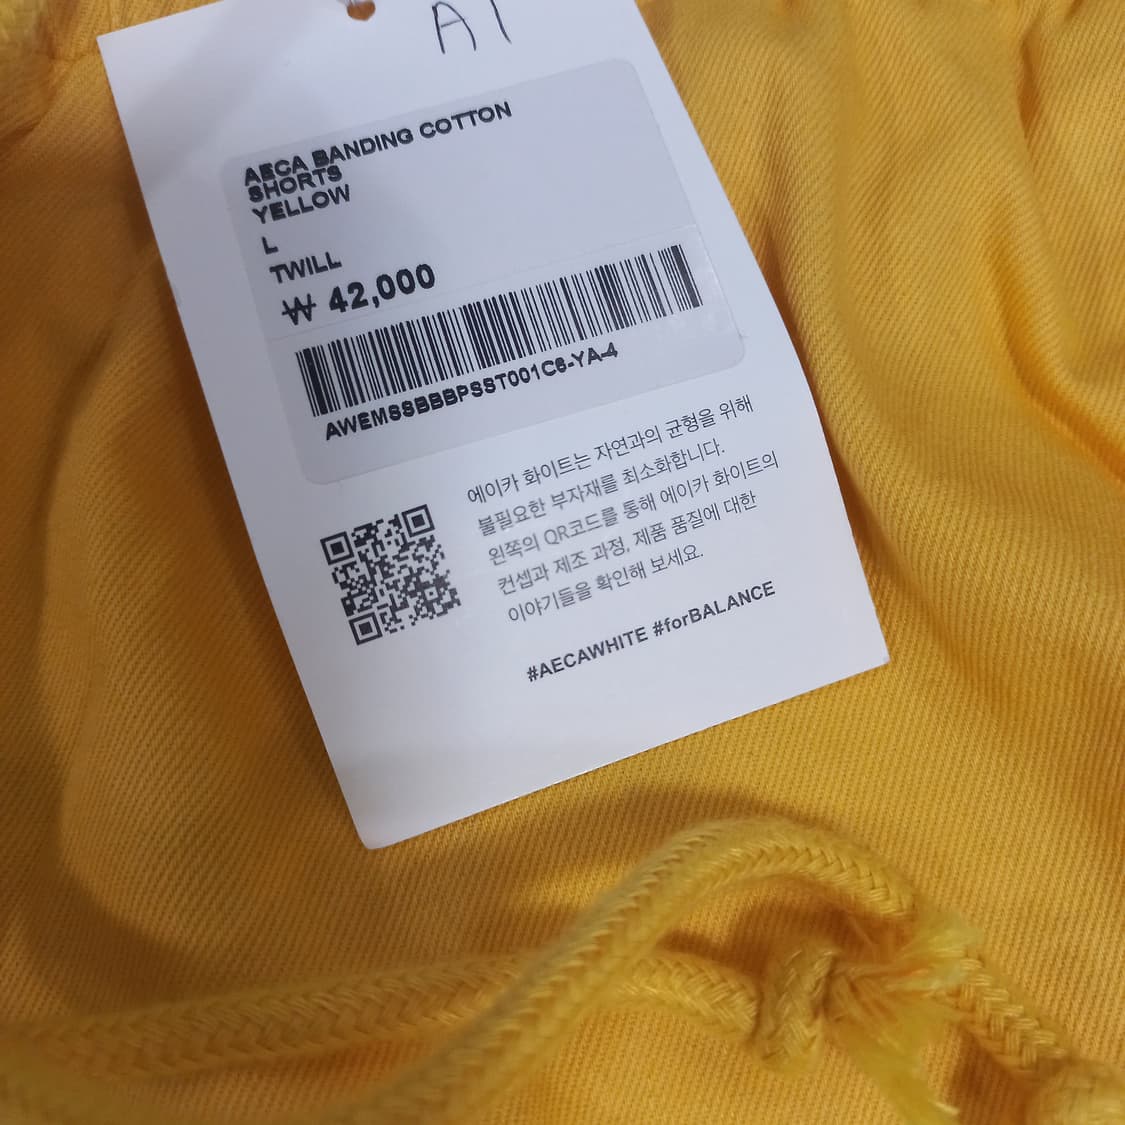 A1
AECA BANDING COTTON
SHORTS
YELLOW
L
TWILL
₩ 42,000
AWEMSSBBBPSST001C6-YA-4
에이카 화이트는 자연과의 균형을 위해
불필요한 부자재를 최소화합니다.
왼쪽의 QR코드를 통해 에이카 화이트의
컨셉과 제조 과정, 제품 품질에 대한
이야기들을 확인해 보세요.
#AECAWHITE #forBALANCE